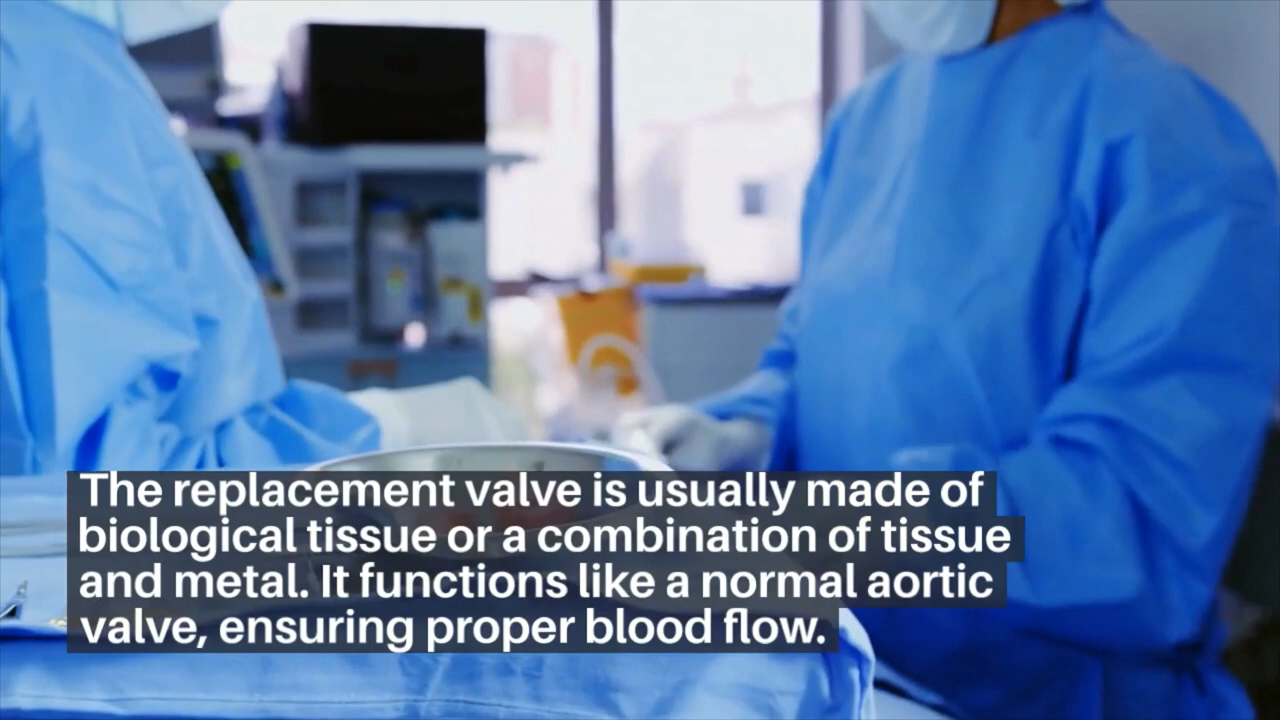 The replacement valve is usually made of
biological tissue or a combination of tissue
and metal. It functions like a normal aortic
valve, ensuring proper blood flow.